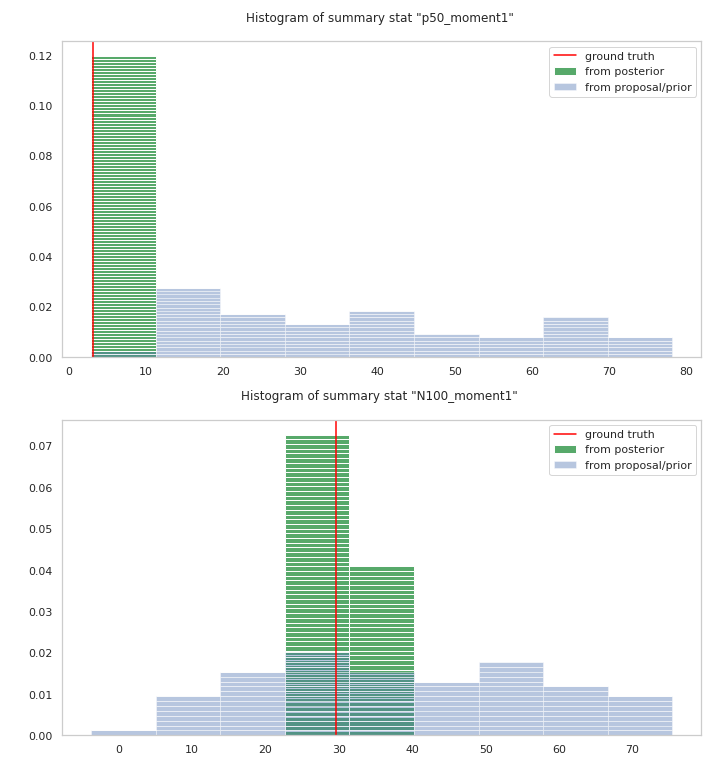 Histogram of summary stat "p50_moment1"
0.12
0.10
0.08
0.06
0.04
0.02
0.00
0 10 20 30 40 50 60 70 80
ground truth
from posterior
from proposal/prior
Histogram of summary stat "N100_moment1"
0.07
0.06
0.05
0.04
0.03
0.02
0.01
0.00
0 10 20 30 40 50 60 70
ground truth
from posterior
from proposal/prior